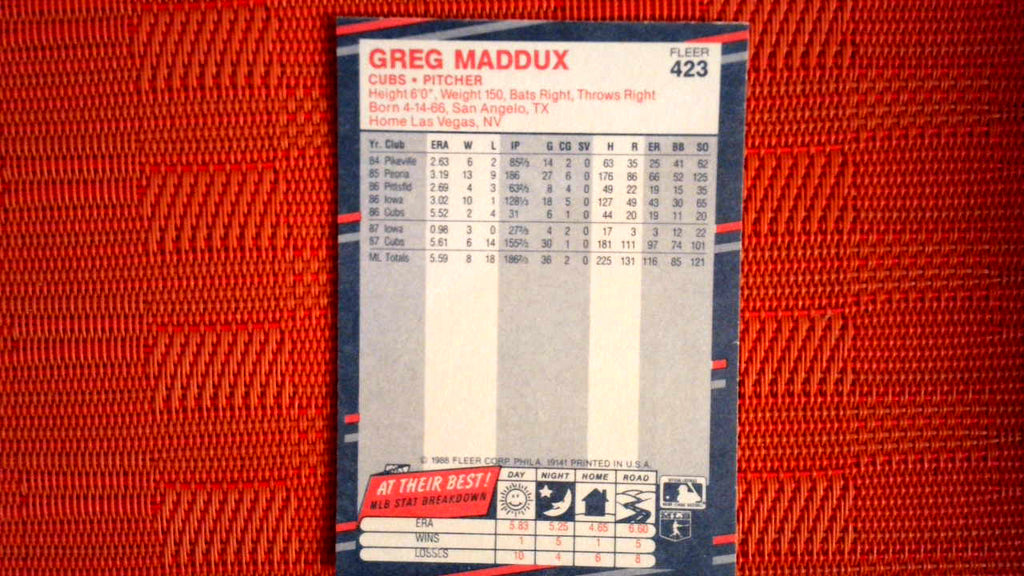 GREG MADDUX
FLEER
423
CUBS • PITCHER
Height 6'0", Weight 150, Bats Right, Throws Right
Born 4-14-66, San Angelo, TX
Home Las Vegas, NV
Yr. Club ERA W L IP G CG SV H R ER BB SO
84 Pikeville 2.63 6 2 85⅔ 14 2 0 63 35 25 41 62
85 Peoria 3.19 13 9 186 27 6 0 176 86 66 52 125
86 Pittsfld 2.69 4 3 63⅔ 8 4 0 49 22 19 15 35
86 Iowa 3.02 10 1 128⅓ 18 5 0 127 49 43 30 65
86 Cubs 5.52 2 4 31 6 1 0 44 20 19 11 20
87 Iowa 0.98 3 0 27⅔ 4 2 0 17 3 3 12 22
87 Cubs 5.61 6 14 155⅔ 30 1 0 181 111 97 74 101
ML Totals 5.59 8 18 186⅔ 36 2 0 225 131 116 85 121
© 1988 FLEER CORP. PHILA. 19141 PRINTED IN U.S.A.
AT THEIR BEST!
MLB STAT BREAKDOWN
DAY NIGHT HOME ROAD
ERA 5.83 5.25 4.65 6.60
WINS 1 5 1 5
LOSSES 10 4 6 8